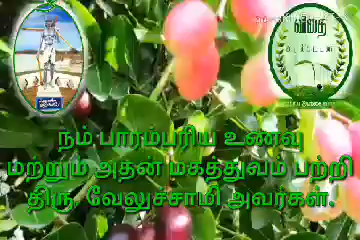 விதை
நம் பாரம்பரிய உணவு
மற்றும் அதன் மகத்துவம் பற்றி
திரு. வேலுச்சாமி அவர்கள்.